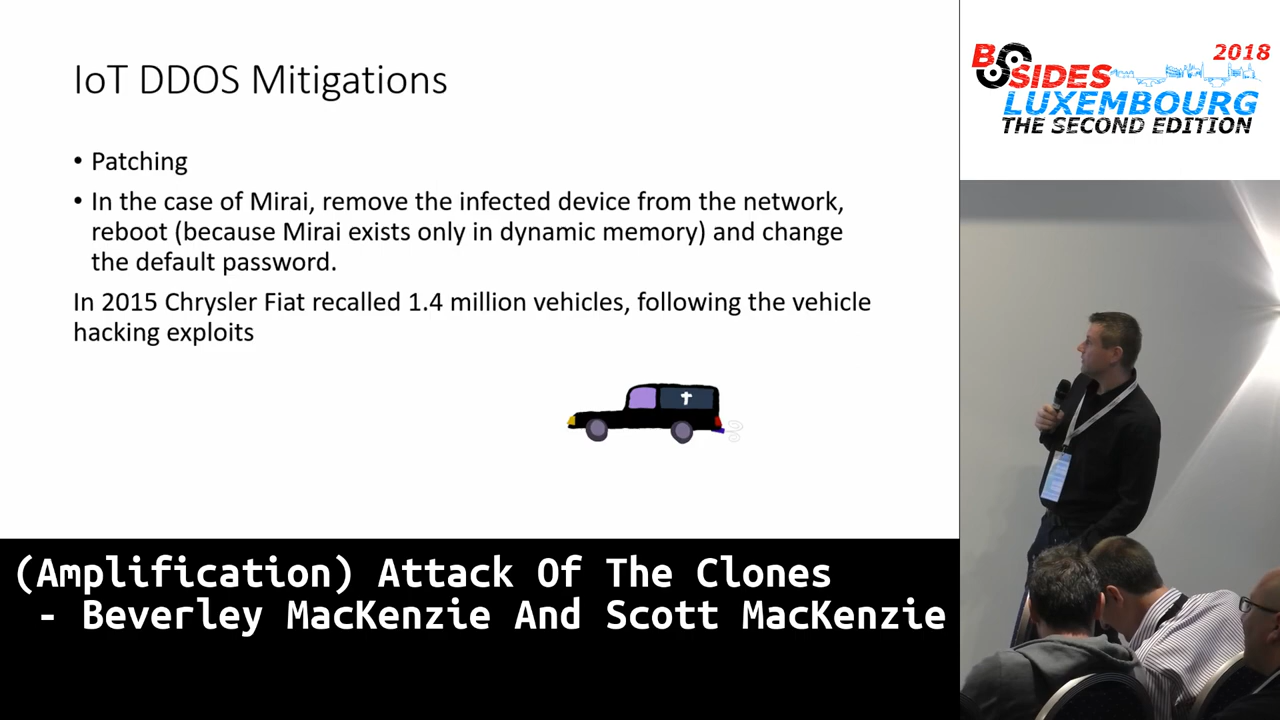 IoT DDOS Mitigations
• Patching
• In the case of Mirai, remove the infected device from the network,
reboot (because Mirai exists only in dynamic memory) and change
the default password.
In 2015 Chrysler Fiat recalled 1.4 million vehicles, following the vehicle
hacking exploits
2018
BSIDES
LUXEMBOURG
THE SECOND EDITION
(Amplification) Attack Of The Clones
- Beverley MacKenzie And Scott MacKenzie